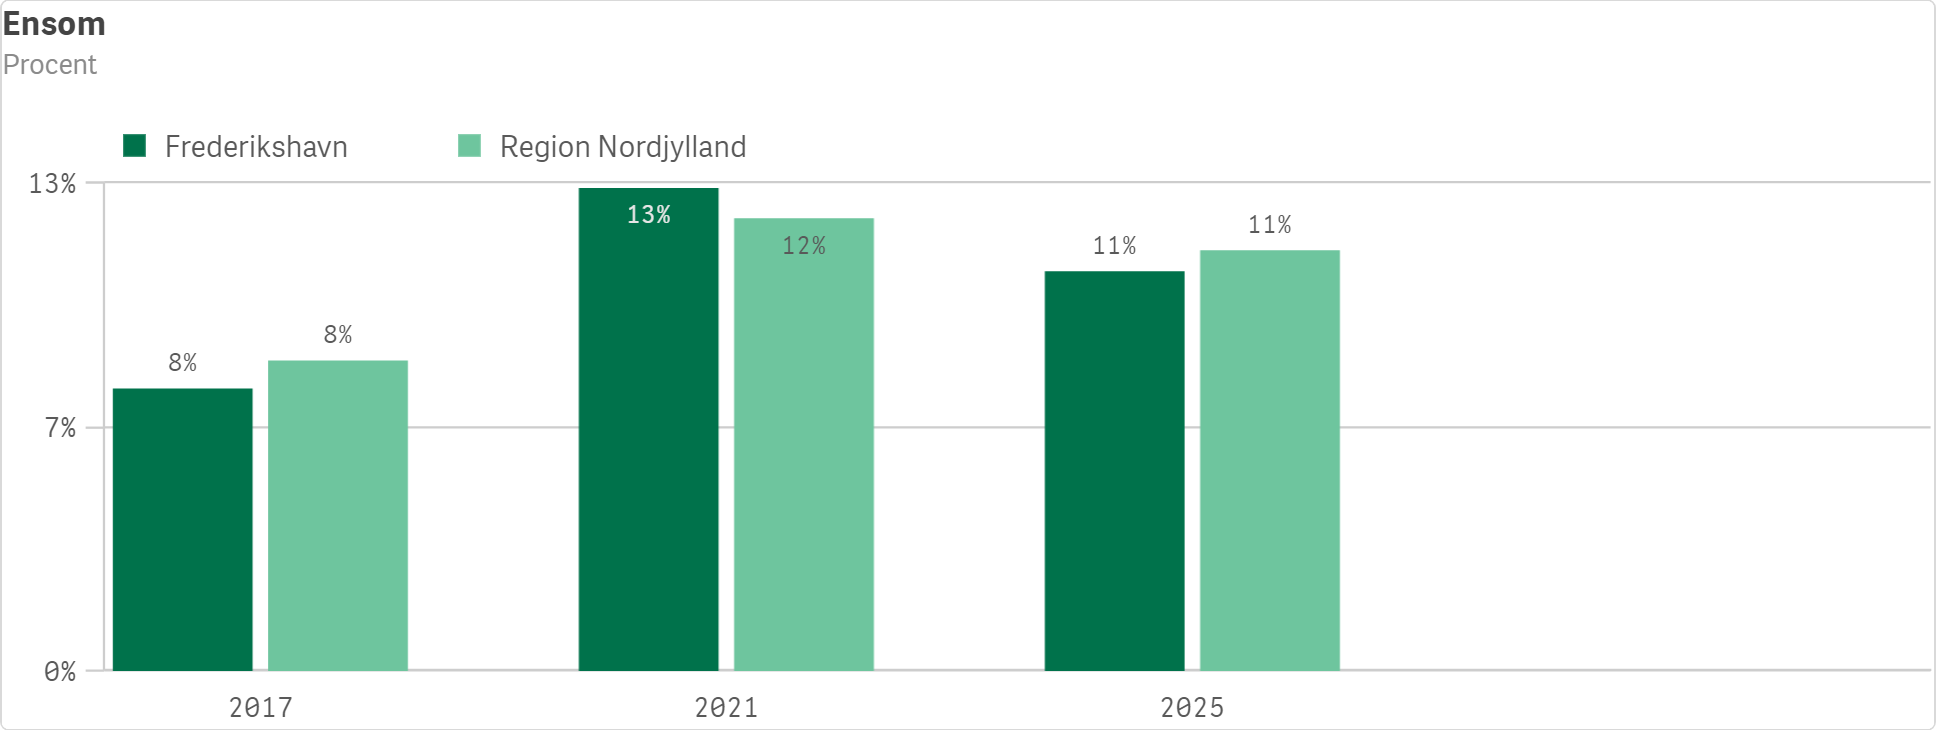 Ensom
Procent
Frederikshavn Region Nordjylland
13%
13%
12%
11%
11%
8%
8%
7%
0%
2017 2021 2025